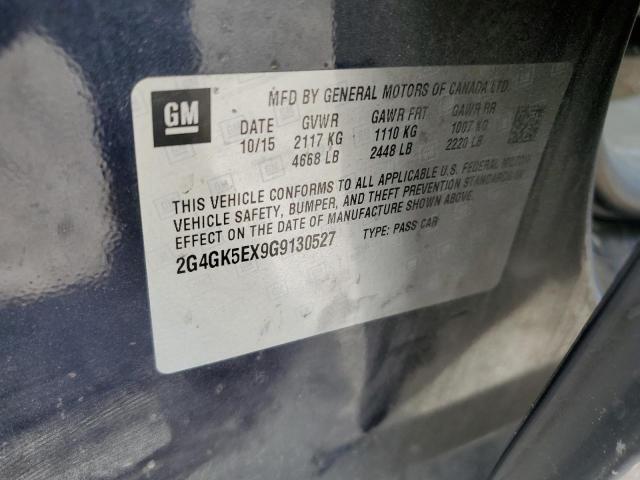 GM
MFD BY GENERAL MOTORS OF CANADA LTD.
DATE GVWR GAWR FRT GAWR RR
10/15 2117 KG 1110 KG 1007 KG
4668 LB 2448 LB 2220 LB
THIS VEHICLE CONFORMS TO ALL APPLICABLE U.S. FEDERAL MOTOR
VEHICLE SAFETY, BUMPER, AND THEFT PREVENTION STANDARDS IN
EFFECT ON THE DATE OF MANUFACTURE SHOWN ABOVE.
2G4GK5EX9G9130527 TYPE: PASS CAR